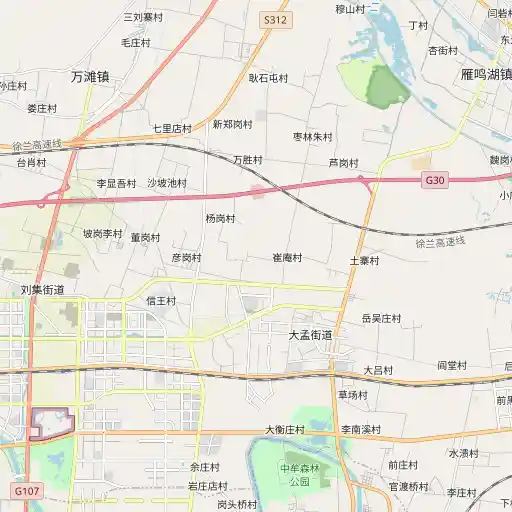 三刘寨村
S312
穆山村
丁村
闫砦村
毛庄村
杏街村
万滩镇
耿石屯村
雁鸣湖镇
孙庄村
娄庄村
七里店村
新郑岗村
枣林朱村
徐兰高速线
台肖村
万胜村
芦岗村
魏岗村
李显吾村
沙坡池村
G30
杨岗村
坡岗李村
董岗村
徐兰高速线
彦岗村
崔庵村
土寨村
刘集街道
信王村
岳吴庄村
大孟街道
大吕村
阎堂村
草场村
大衡庄村
李南溪村
水溃村
余庄村
中牟森林
公园
前庄村
G107
岩庄店村
官渡桥村
李庄村
岗头桥村